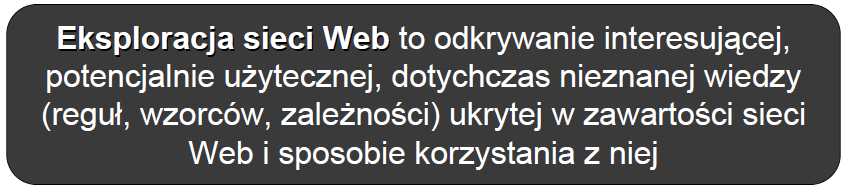 Eksploracja sieci Web to odkrywanie interesującej,
potencjalnie użytecznej, dotychczas nieznanej wiedzy
(reguł, wzorców, zależności) ukrytej w zawartości sieci
Web i sposobie korzystania z niej